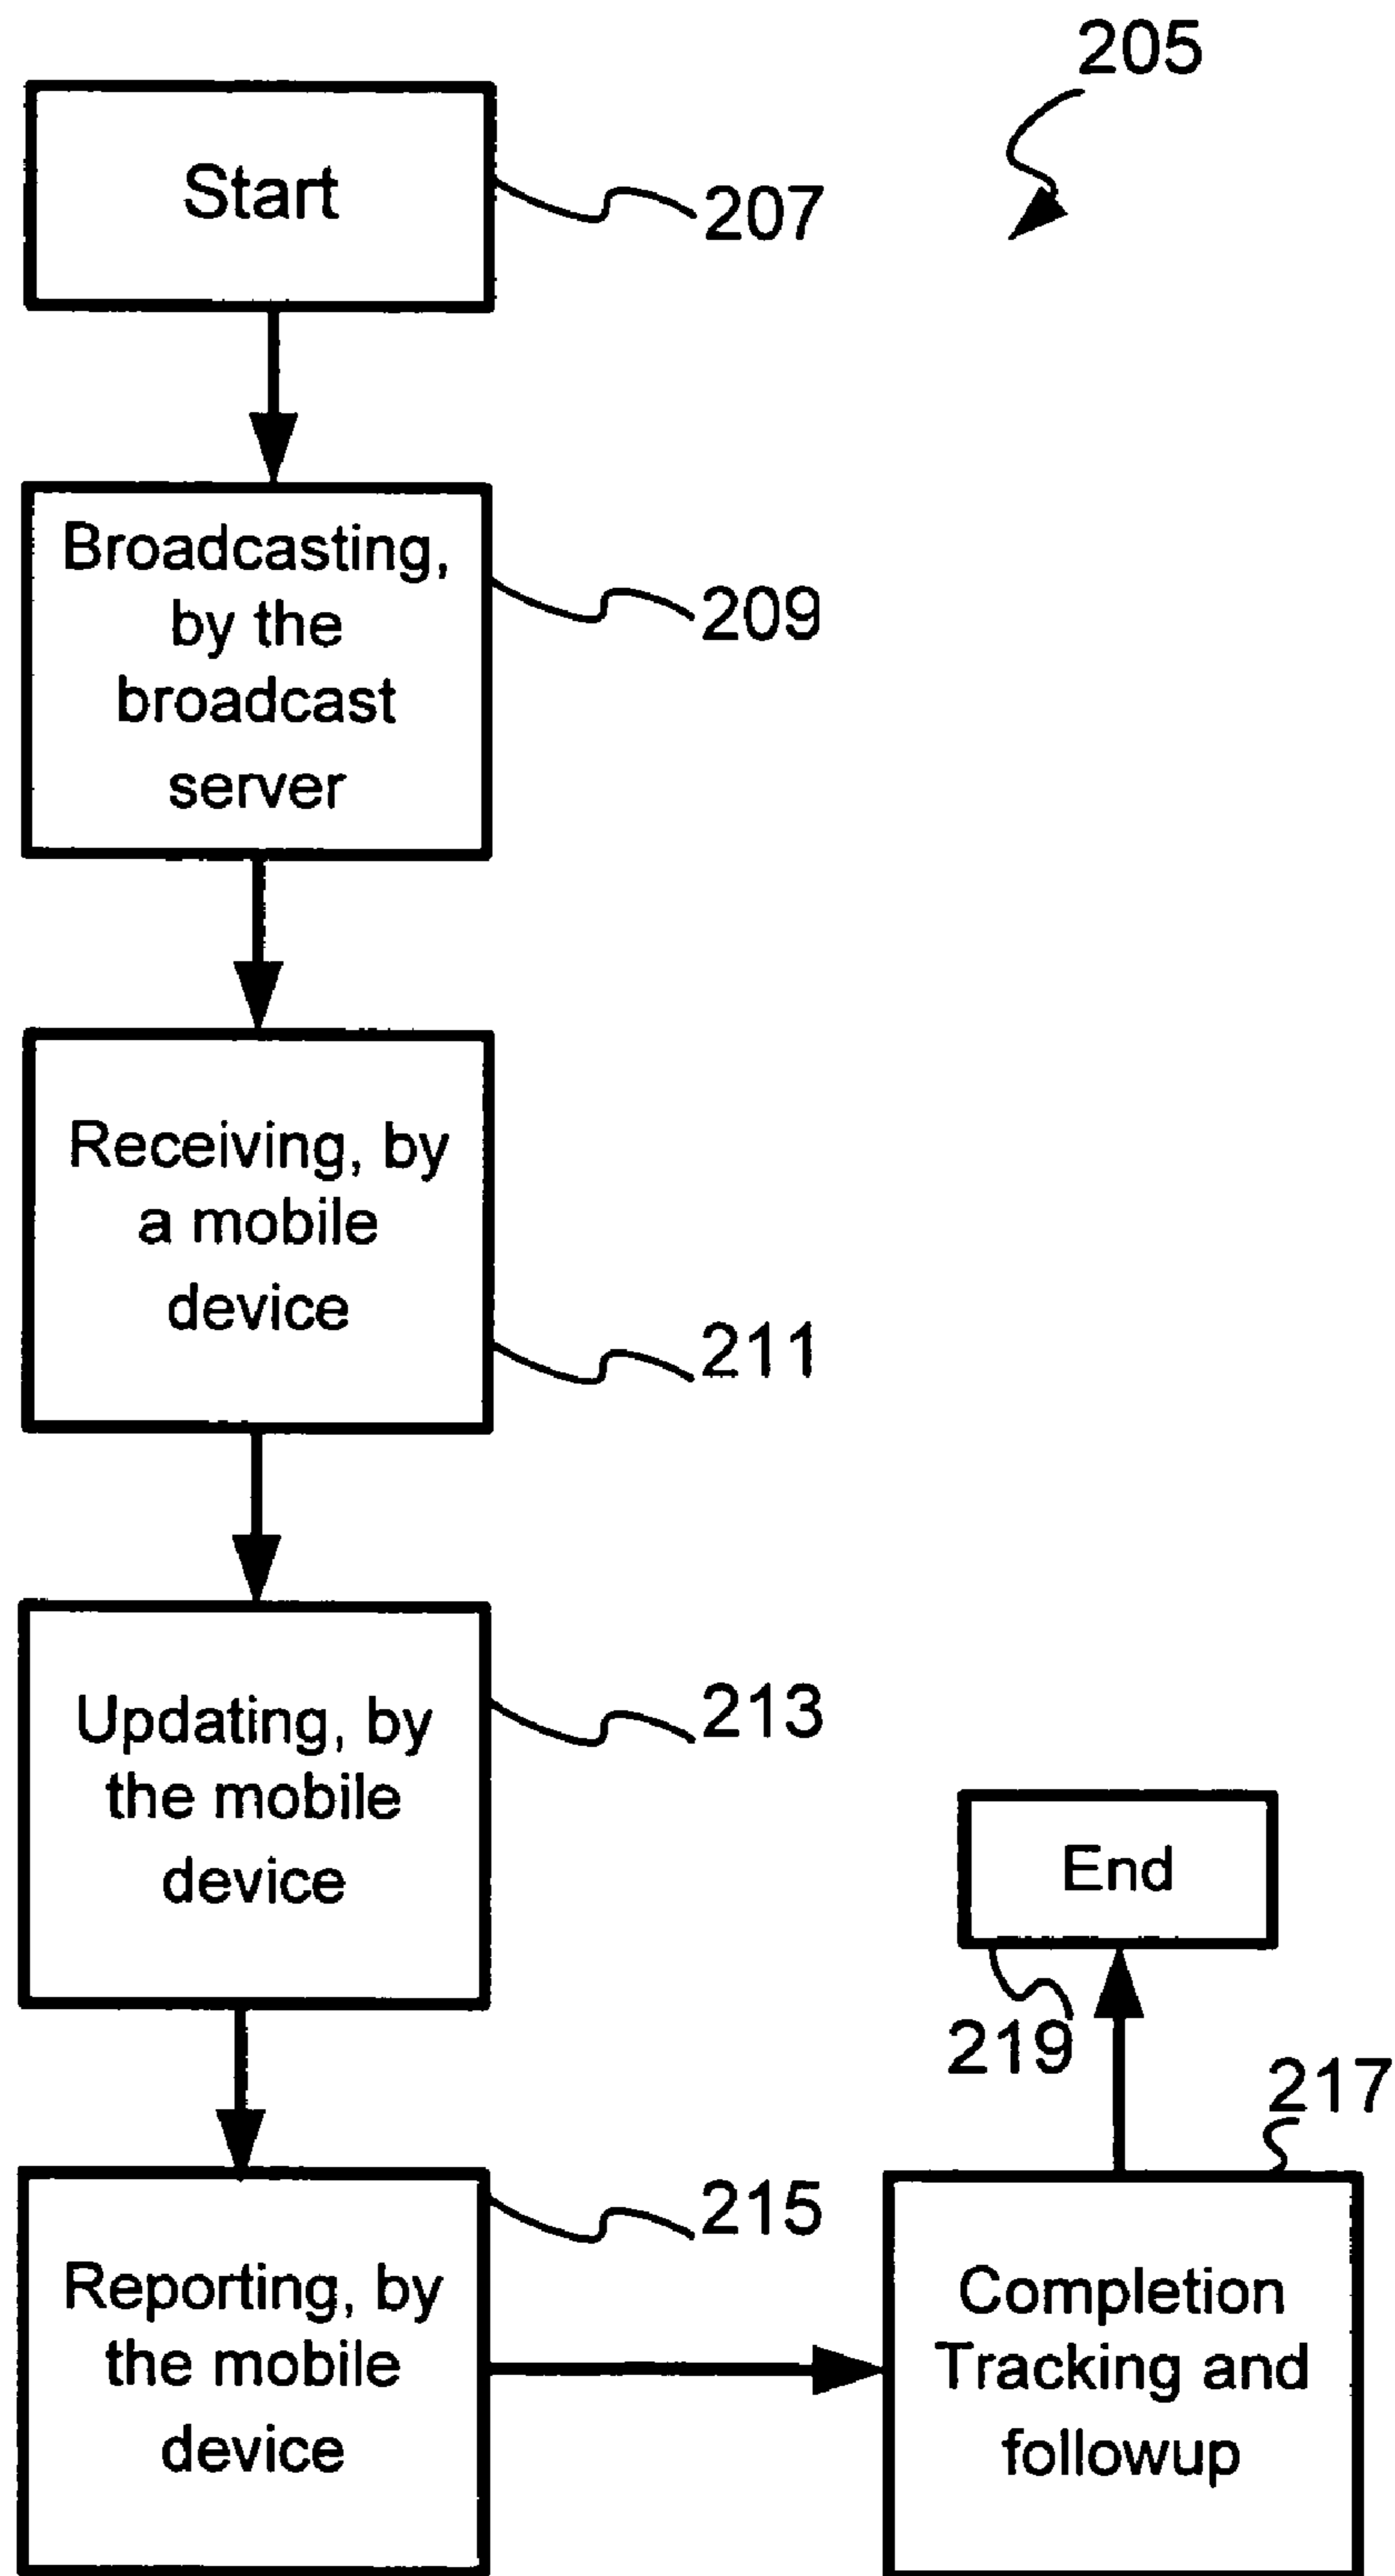 205
Start
207
Broadcasting,
by the
broadcast
server
209
Receiving, by
a mobile
device
211
Updating, by
the mobile
device
213
End
219
217
Reporting, by
the mobile
device
215
Completion
Tracking and
followup